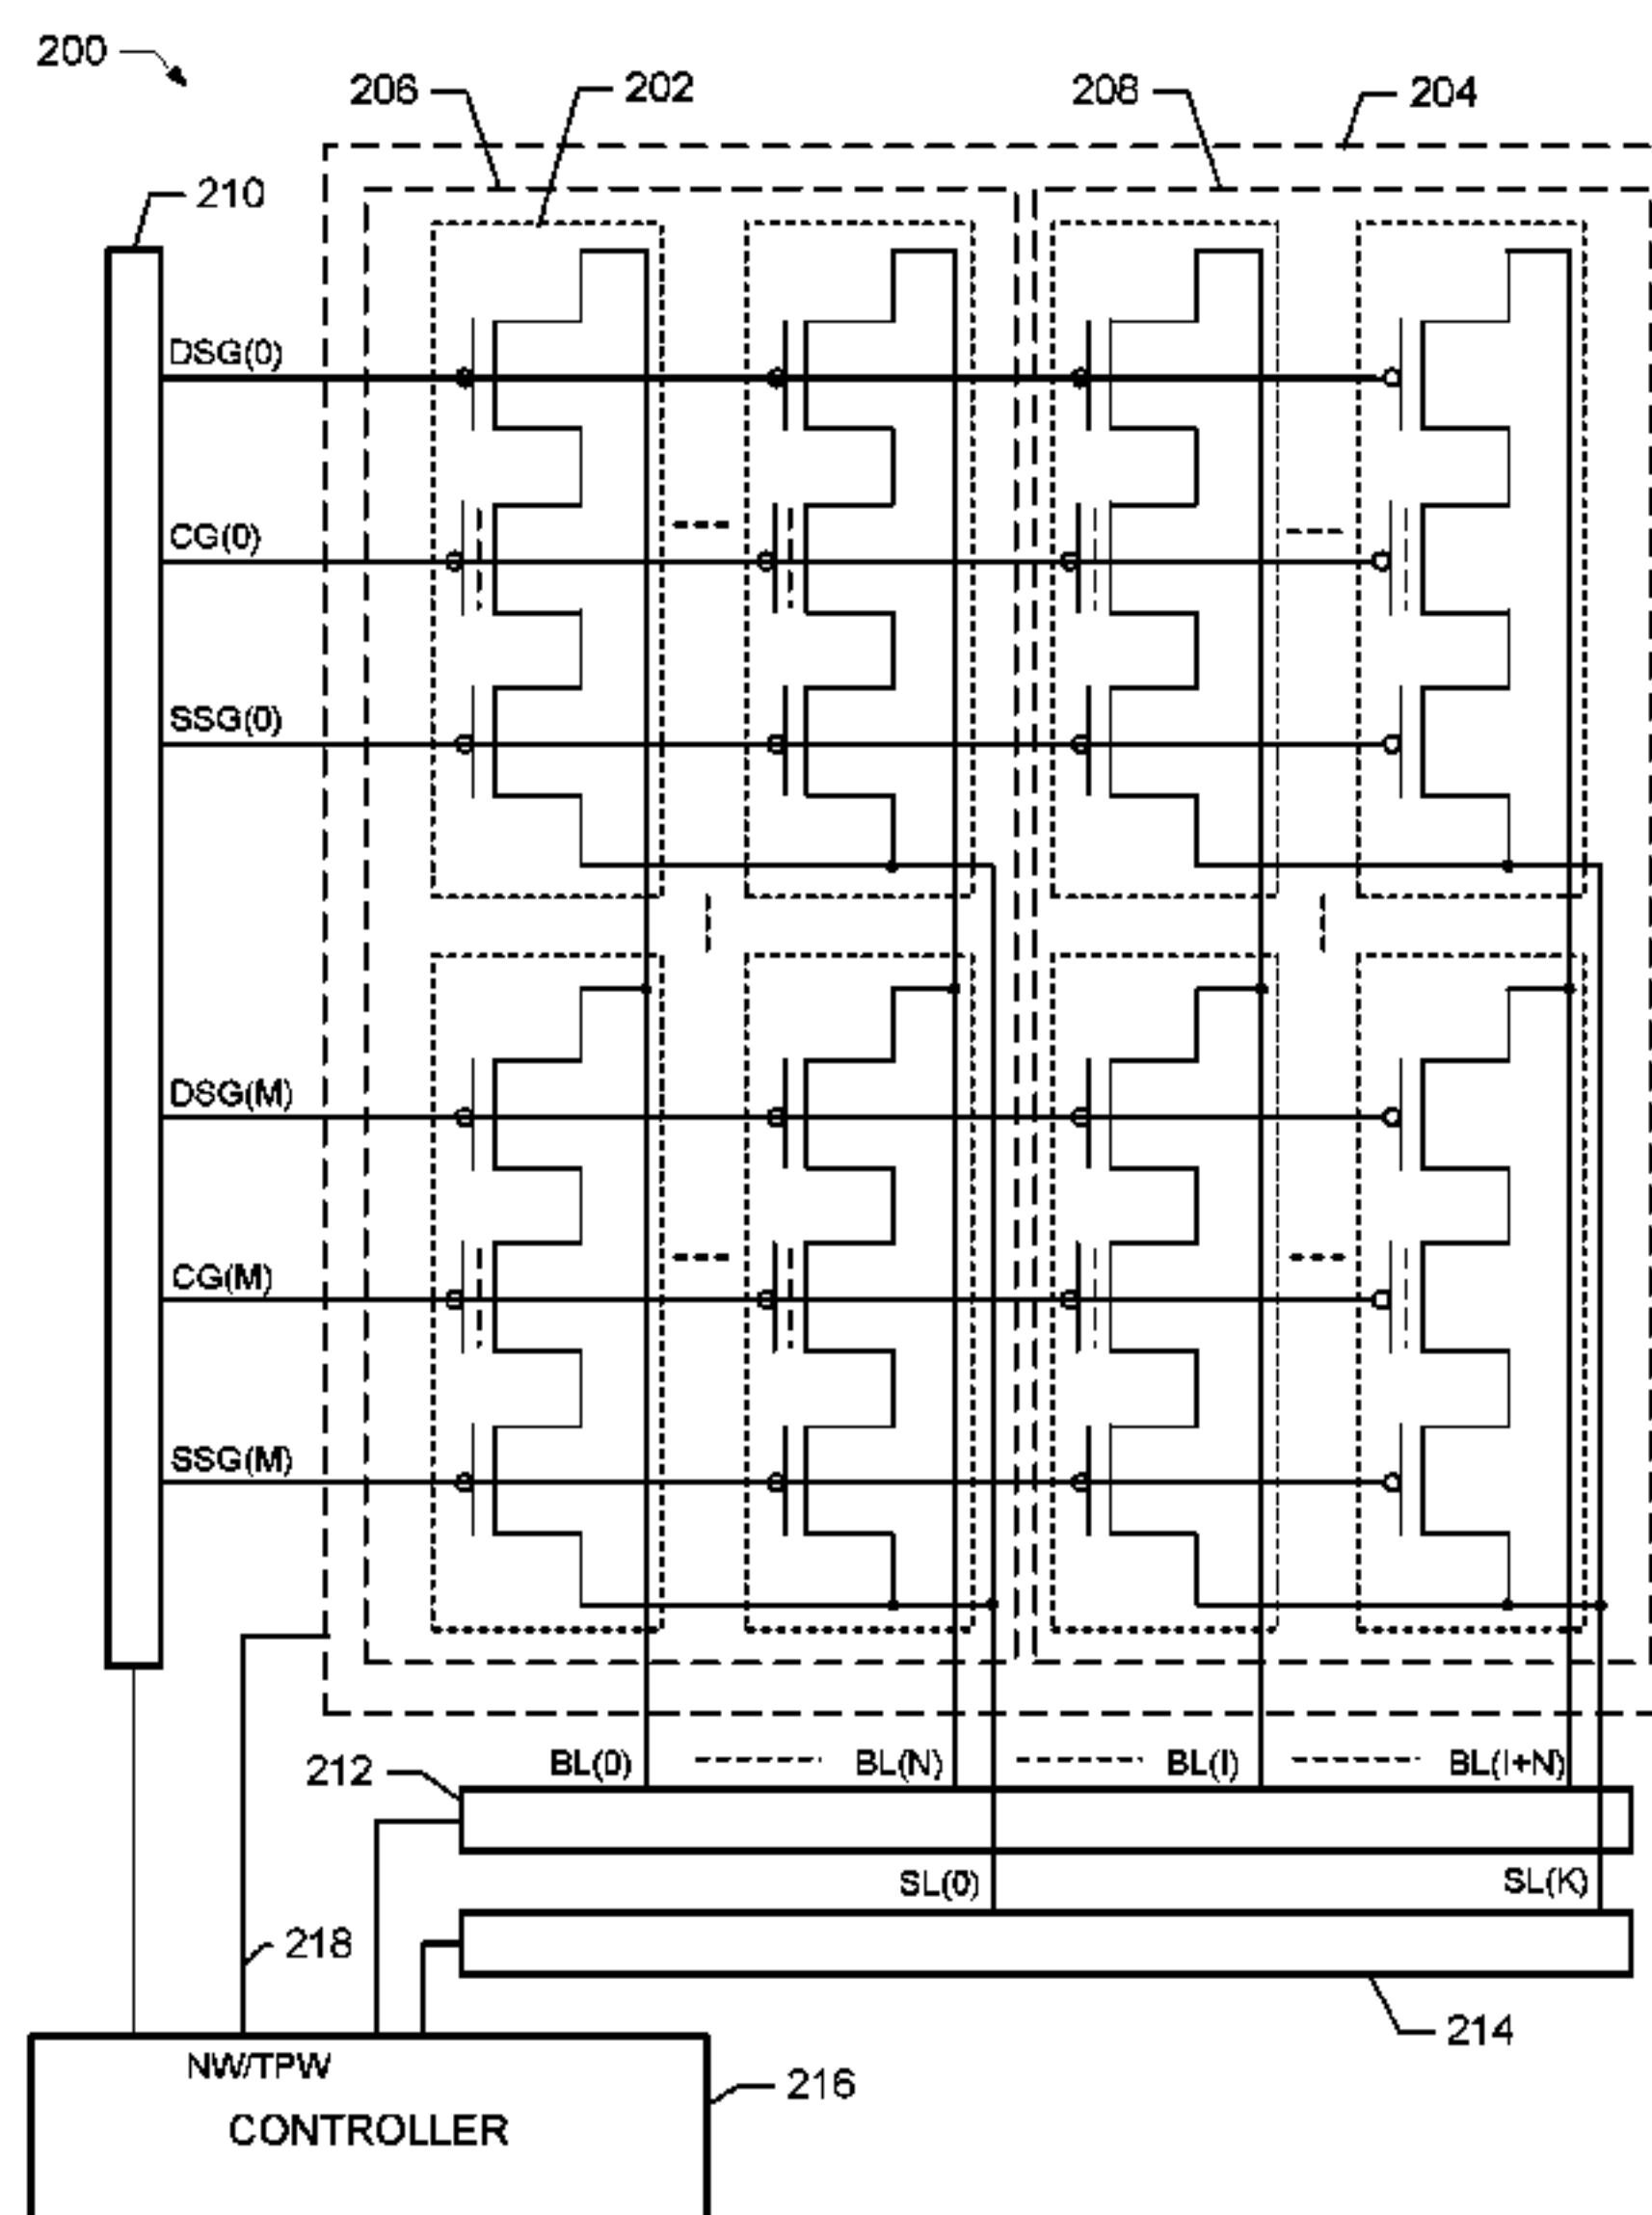 200
206
202
208
204
210
DSG(0)
CG(0)
SSG(0)
DSG(M)
CG(M)
SSG(M)
212
BL(0)
BL(N)
BL(I)
BL(I+N)
SL(0)
SL(K)
218
214
NW/TPW
216
CONTROLLER